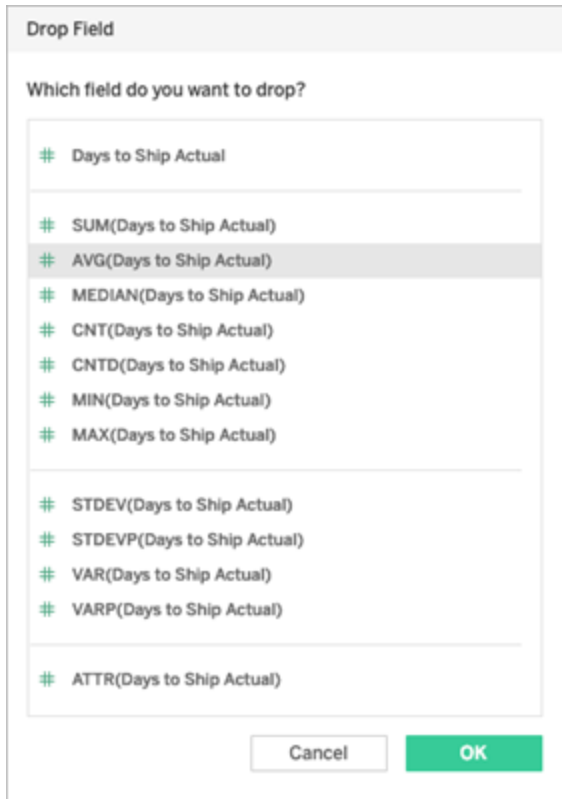 Drop Field
Which field do you want to drop?
# Days to Ship Actual
# SUM(Days to Ship Actual)
# AVG(Days to Ship Actual)
# MEDIAN(Days to Ship Actual)
# CNT(Days to Ship Actual)
# CNTD(Days to Ship Actual)
# MIN(Days to Ship Actual)
# MAX(Days to Ship Actual)
# STDEV(Days to Ship Actual)
# STDEVP(Days to Ship Actual)
# VAR(Days to Ship Actual)
# VARP(Days to Ship Actual)
# ATTR(Days to Ship Actual)
Cancel OK